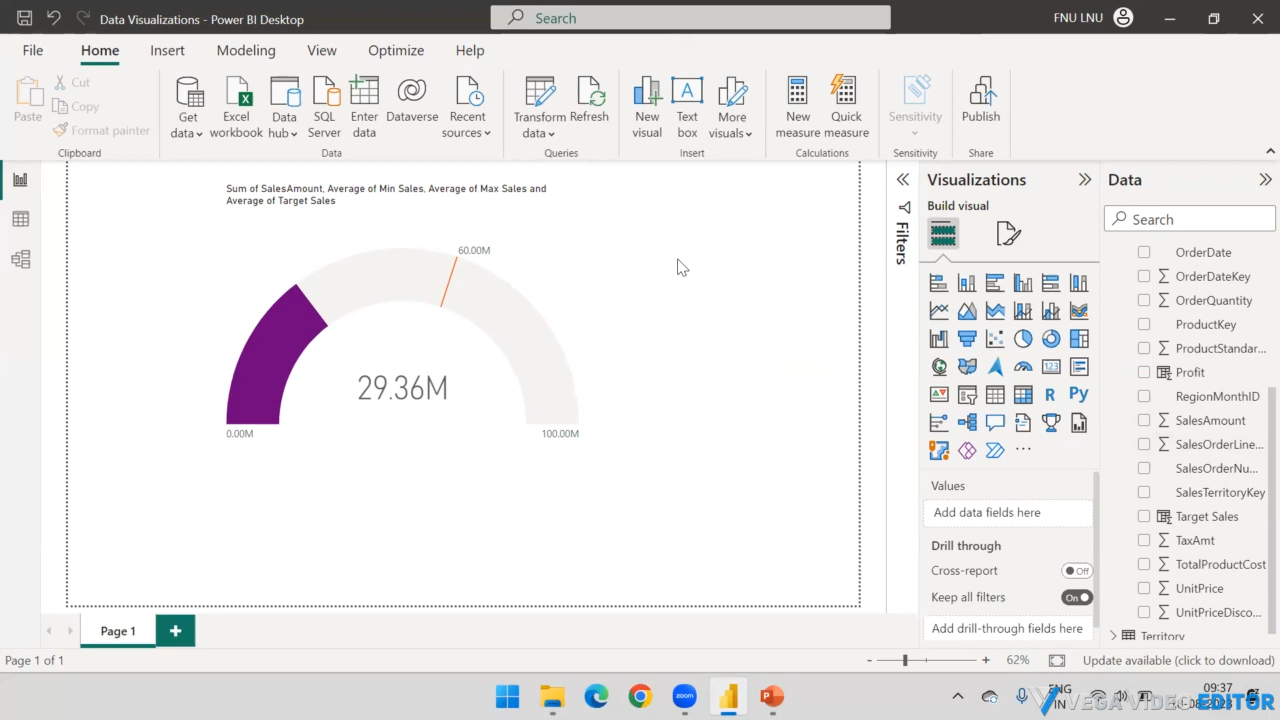 Data Visualizations - Power BI Desktop
Search
FNU LNU
File
Home
Insert
Modeling
View
Optimize
Help
Paste
Cut
Copy
Format painter
Clipboard
Get data
Excel workbook
Data hub
SQL Server
Enter data
Dataverse
Recent sources
Data
Transform data
Refresh
Queries
New visual
Text box
More visuals
Insert
New measure
Quick measure
Calculations
Sensitivity
Sensitivity
Publish
Share
Sum of SalesAmount, Average of Min Sales, Average of Max Sales and
Average of Target Sales
60.00M
29.36M
0.00M
100.00M
Filters
Visualizations
Build visual
123
R
Py
Values
Add data fields here
Drill through
Cross-report
Off
Keep all filters
On
Add drill-through fields here
Data
Search
OrderDate
OrderDateKey
OrderQuantity
ProductKey
ProductStandar...
Profit
RegionMonthID
SalesAmount
SalesOrderLine...
SalesOrderNu...
SalesTerritoryKey
Target Sales
TaxAmt
TotalProductCost
UnitPrice
UnitPriceDisco...
Territory
Page 1
Page 1 of 1
- + 62%
Update available (click to download)
zoom
ENG
IN
09:37
VEGA VIDEO EDITOR